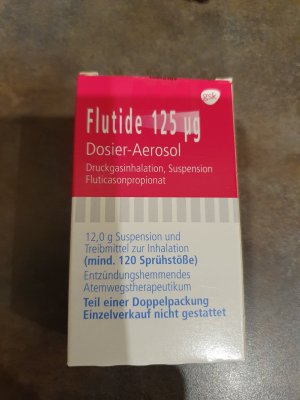 gsk
Flutide 125 µg
Dosier-Aerosol
Druckgasinhalation, Suspension
Fluticasonpropionat
12,0 g Suspension und
Treibmittel zur Inhalation
(mind. 120 Sprühstöße)
Entzündungshemmendes
Atemwegstherapeutikum
Teil einer Doppelpackung
Einzelverkauf nicht gestattet